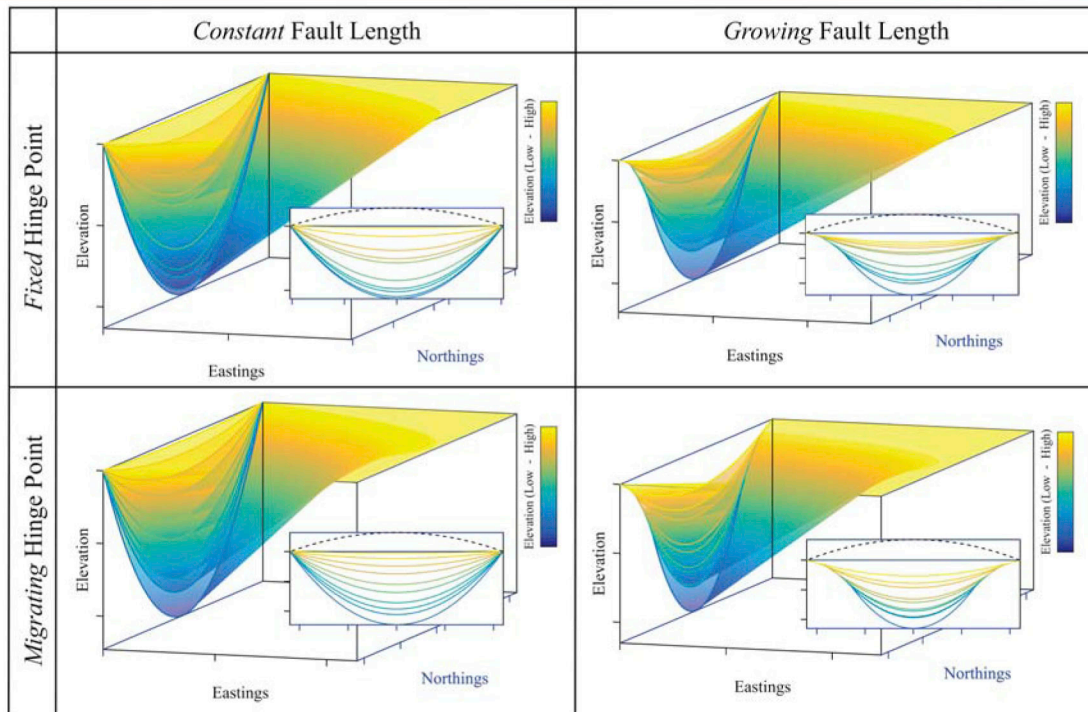 Constant Fault Length
Growing Fault Length
Fixed Hinge Point
Elevation
Eastings
Northings
Elevation (Low - High)
Elevation
Eastings
Northings
Elevation (Low - High)
Migrating Hinge Point
Elevation
Eastings
Northings
Elevation (Low - High)
Elevation
Eastings
Northings
Elevation (Low - High)